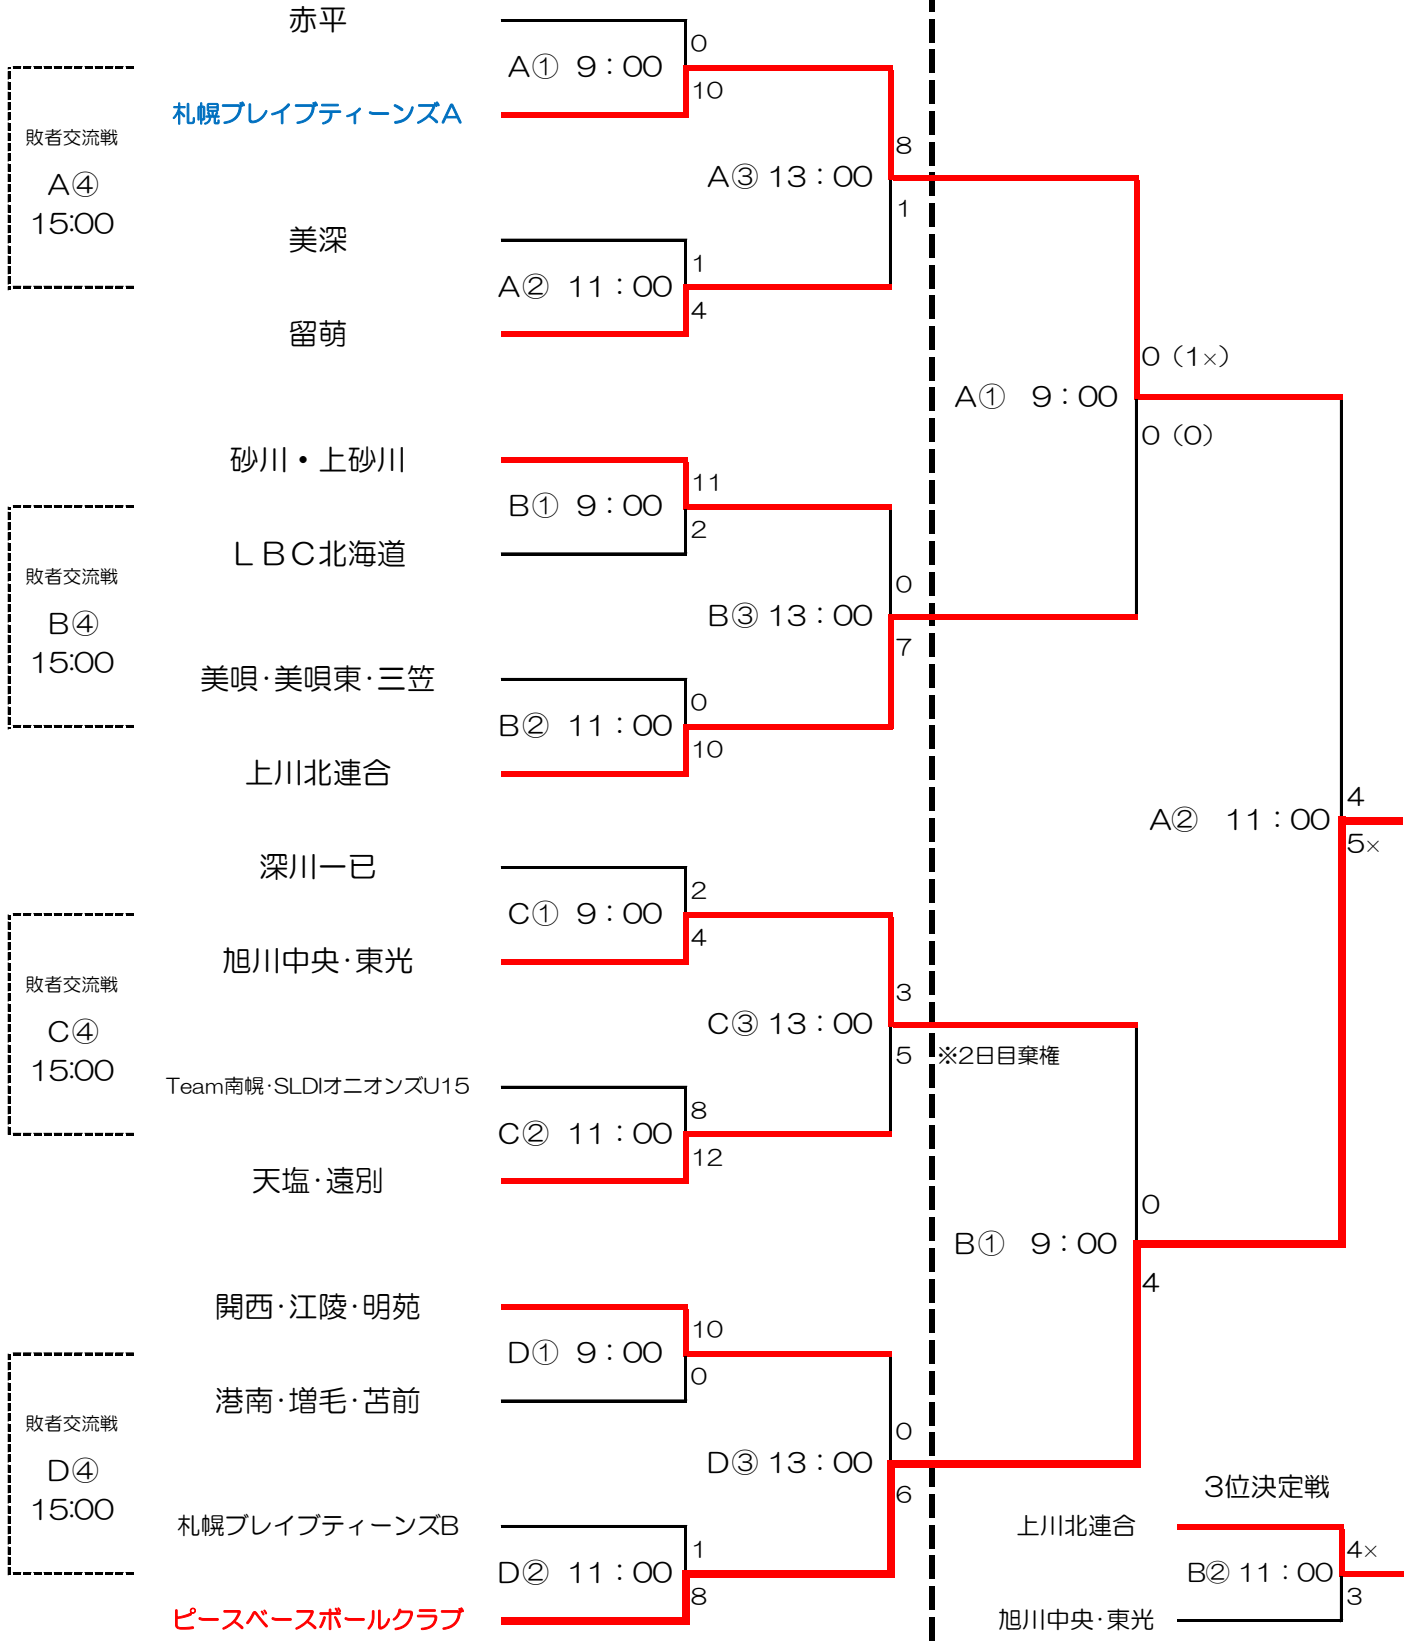 赤平
0
A① 9：00
10
札幌ブレイブティーンズA
敗者交流戦
A④
15:00
8
A③ 13：00
1
美深
1
A② 11：00
4
留萌
0（1×）
A① 9：00
0（0）
砂川・上砂川
11
B① 9：00
2
ＬＢＣ北海道
敗者交流戦
B④
15:00
0
B③ 13：00
7
美唄･美唄東･三笠
0
B② 11：00
10
上川北連合
4
A② 11：00
5×
深川一已
2
C① 9：00
4
旭川中央･東光
敗者交流戦
C④
15:00
3
C③ 13：00
5
※2日目棄権
Team南幌･SLDIオニオンズU15
8
C② 11：00
12
天塩･遠別
0
B① 9：00
4
開西･江陵･明苑
10
D① 9：00
0
港南･増毛･苫前
敗者交流戦
D④
15:00
0
D③ 13：00
6
札幌ブレイブティーンズB
1
D② 11：00
8
ピースベースボールクラブ
3位決定戦
上川北連合
4×
B② 11：00
3
旭川中央･東光